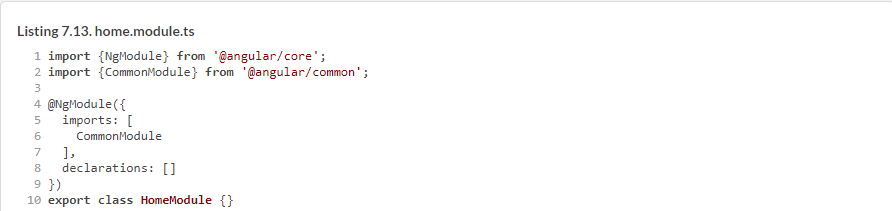 Listing 7.13. home.module.ts
1 import {NgModule} from '@angular/core';
2 import {CommonModule} from '@angular/common';
3
4 @NgModule({
5   imports: [
6     CommonModule
7   ],
8   declarations: []
9 })
10 export class HomeModule {}